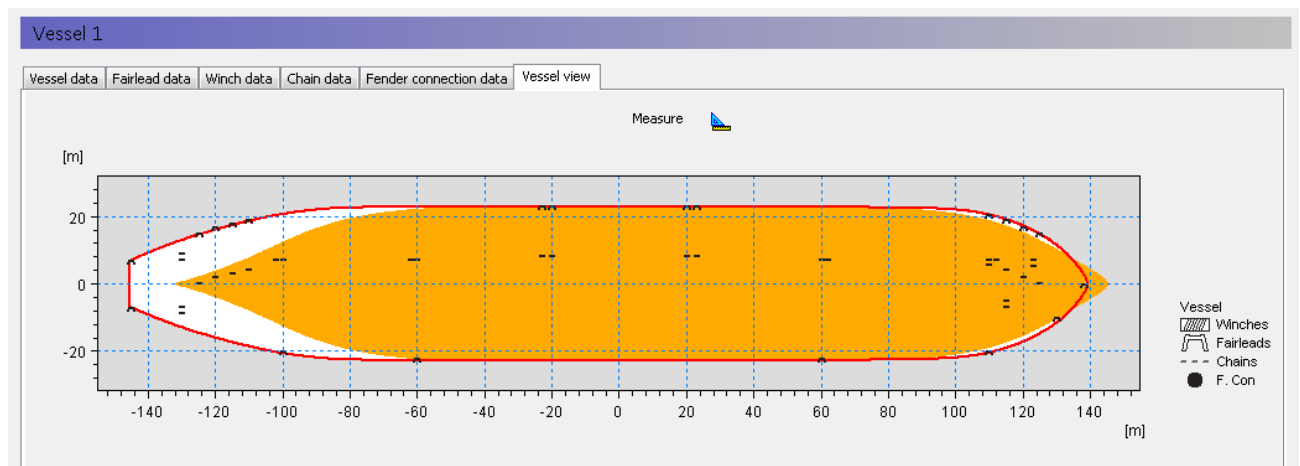 Vessel 1
Vessel data Fairlead data Winch data Chain data Fender connection data Vessel view
Measure
[m]
20
0
-20
-140 -120 -100 -80 -60 -40 -20 0 20 40 60 80 100 120 140
[m]
Vessel
Winches
Fairleads
Chains
F. Con